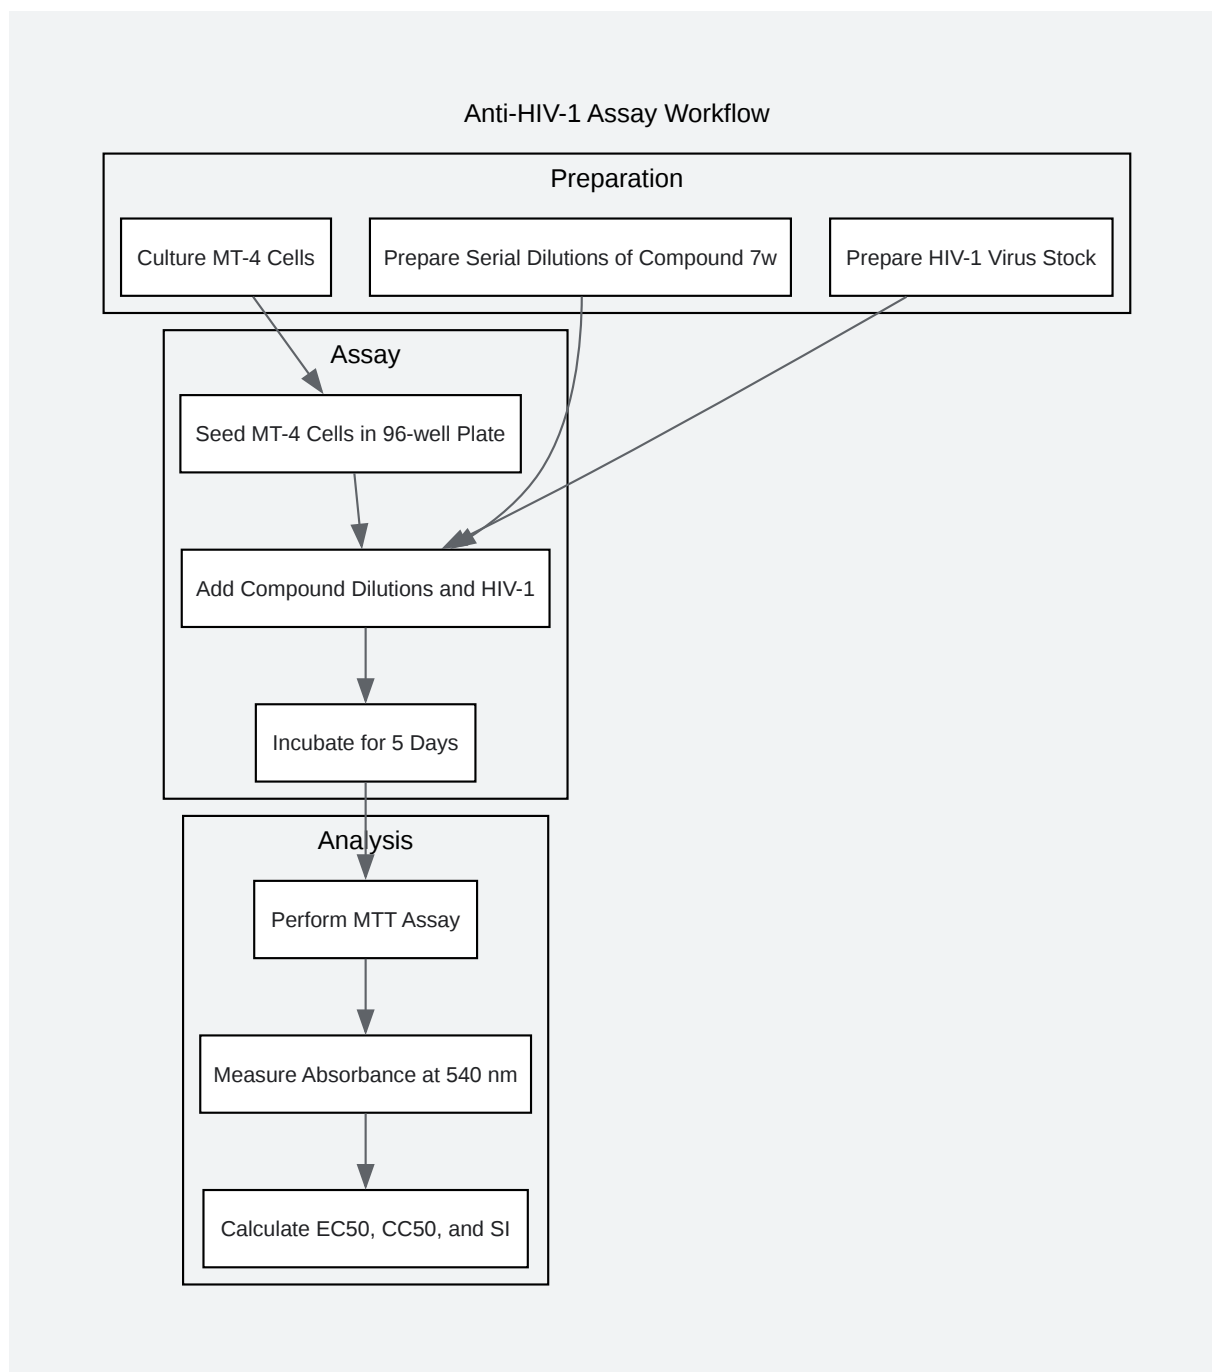 Anti-HIV-1 Assay Workflow
Preparation
Culture MT-4 Cells
Prepare Serial Dilutions of Compound 7w
Prepare HIV-1 Virus Stock
Assay
Seed MT-4 Cells in 96-well Plate
Add Compound Dilutions and HIV-1
Incubate for 5 Days
Analysis
Perform MTT Assay
Measure Absorbance at 540 nm
Calculate EC50, CC50, and SI